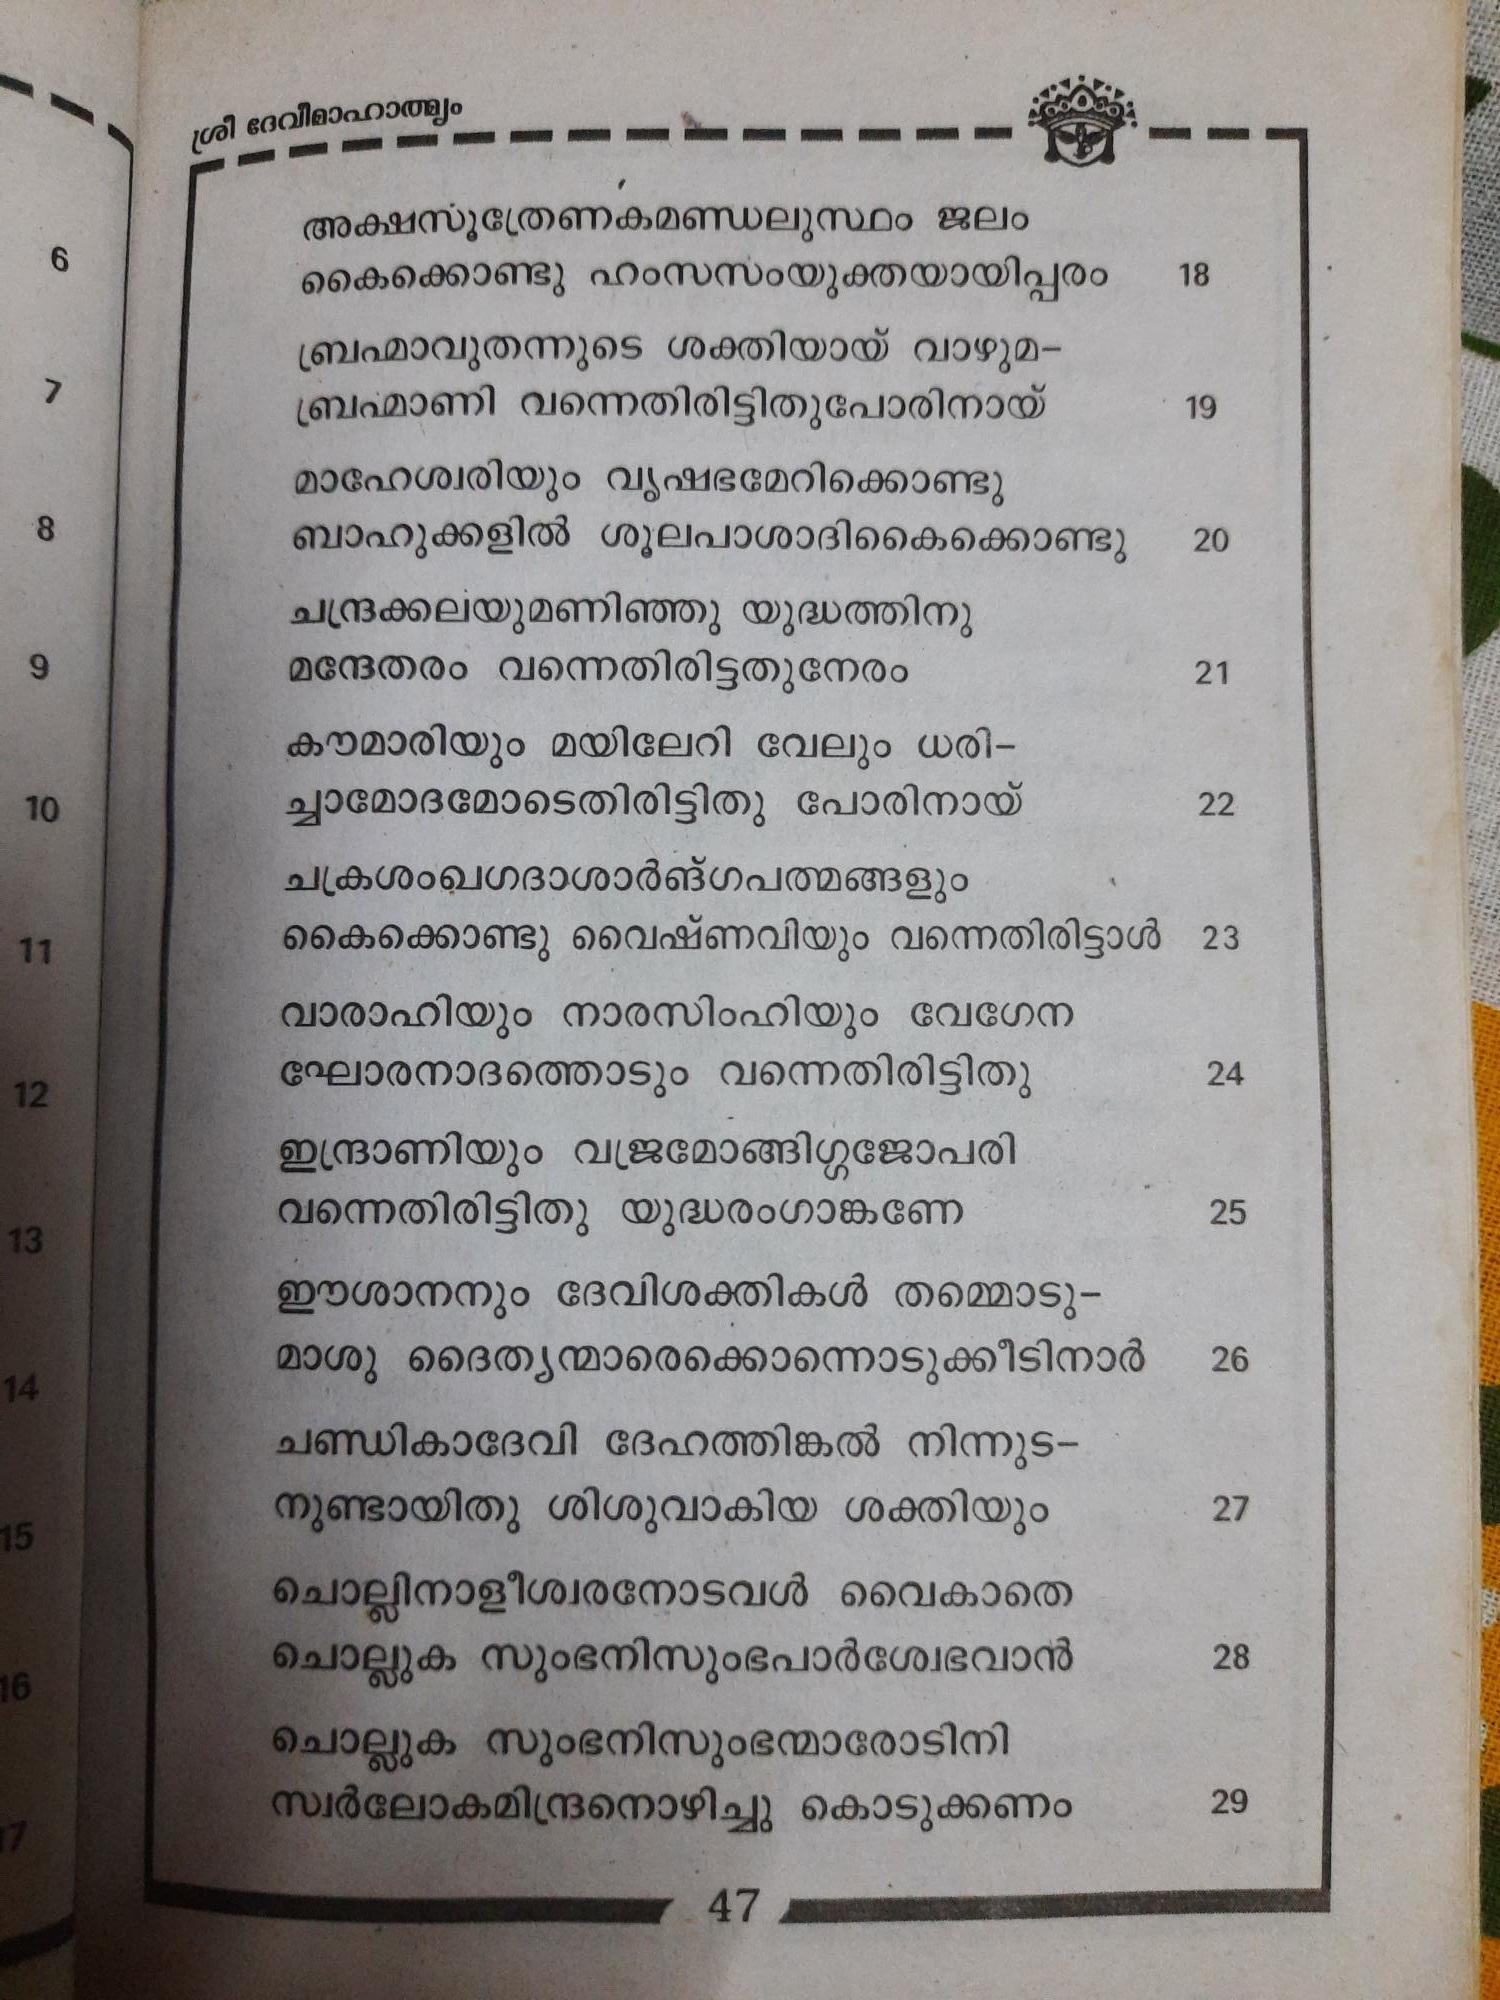 ശ്രീ ദേവീമാഹാത്മ്യം
അക്ഷസൂത്രേണകമണ്ഡലുസ്ഥം ജലം
കൈക്കൊണ്ടു ഹംസസംയുക്തയായിപ്പരം 18
ബ്രഹ്മാവുതന്നുടെ ശക്തിയായ് വാഴുമ-
ബ്രഹ്മാണി വന്നെതിരിട്ടിതുപോരിനായ് 19
മാഹേശ്വരിയും വൃഷഭമേറിക്കൊണ്ടു
ബാഹുക്കളിൽ ശൂലപാശാദികൈക്കൊണ്ടു 20
ചന്ദ്രക്കലയുമണിഞ്ഞു യുദ്ധത്തിനു
മന്ദേതരം വന്നെതിരിട്ടതുനേരം 21
കൗമാരിയും മയിലേറി വേലും ധരി-
ച്ചാമോദമോടെതിരിട്ടിതു പോരിനായ് 22
ചക്രശംഖഗദാശാർങ്ഗപത്മങ്ങളും
കൈക്കൊണ്ടു വൈഷ്ണവിയും വന്നെതിരിട്ടാൾ 23
വാരാഹിയും നാരസിംഹിയും വേഗേന
ഘോരനാദത്തൊടും വന്നെതിരിട്ടിതു 24
ഇന്ദ്രാണിയും വജ്രമോങ്ങിഗ്ഗജോപരി
വന്നെതിരിട്ടിതു യുദ്ധരംഗാങ്കണേ 25
ഈശാനനും ദേവിശക്തികൾ തമ്മൊടു-
മാശു ദൈത്യന്മാരെക്കൊന്നൊടുക്കീടിനാർ 26
ചണ്ഡികാദേവി ദേഹത്തിങ്കൽ നിന്നുട-
നുണ്ടായിതു ശിശുവാകിയ ശക്തിയും 27
ചൊല്ലിനാളീശ്വരനോടവൾ വൈകാതെ
ചൊല്ലുക സുംഭനിസുംഭപാർശ്വേഭവാൻ 28
ചൊല്ലുക സുംഭനിസുംഭന്മാരോടിനി
സ്വർലോകമിന്ദ്രനൊഴിച്ചു കൊടുക്കണം 29
47
6
7
8
9
10
11
12
13
14
15
16
17